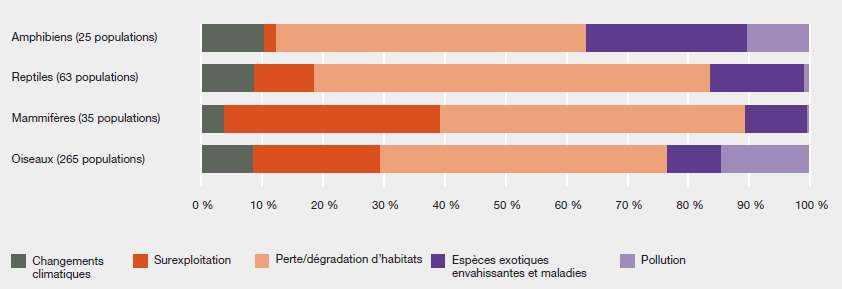 Amphibiens (25 populations)
Reptiles (63 populations)
Mammifères (35 populations)
Oiseaux (265 populations)
0 % 10 % 20 % 30 % 40 % 50 % 60 % 70 % 80 % 90 % 100 %
Changements
climatiques
Surexploitation
Perte/dégradation d'habitats
Espèces exotiques
envahissantes et maladies
Pollution